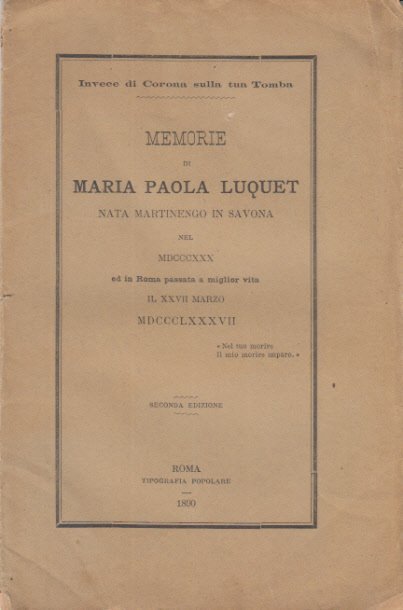 Invece di Corona sulla tua Tomba
MEMORIE
DI
MARIA PAOLA LUQUET
NATA MARTINENGO IN SAVONA
NEL
MDCCCXXX
ed in Roma passata a miglior vita
IL XXVII MARZO
MDCCCLXXXVII
« Nel tuo morire
Il mio morire imparo. »
SECONDA EDIZIONE
ROMA
TIPOGRAFIA POPOLARE
1890